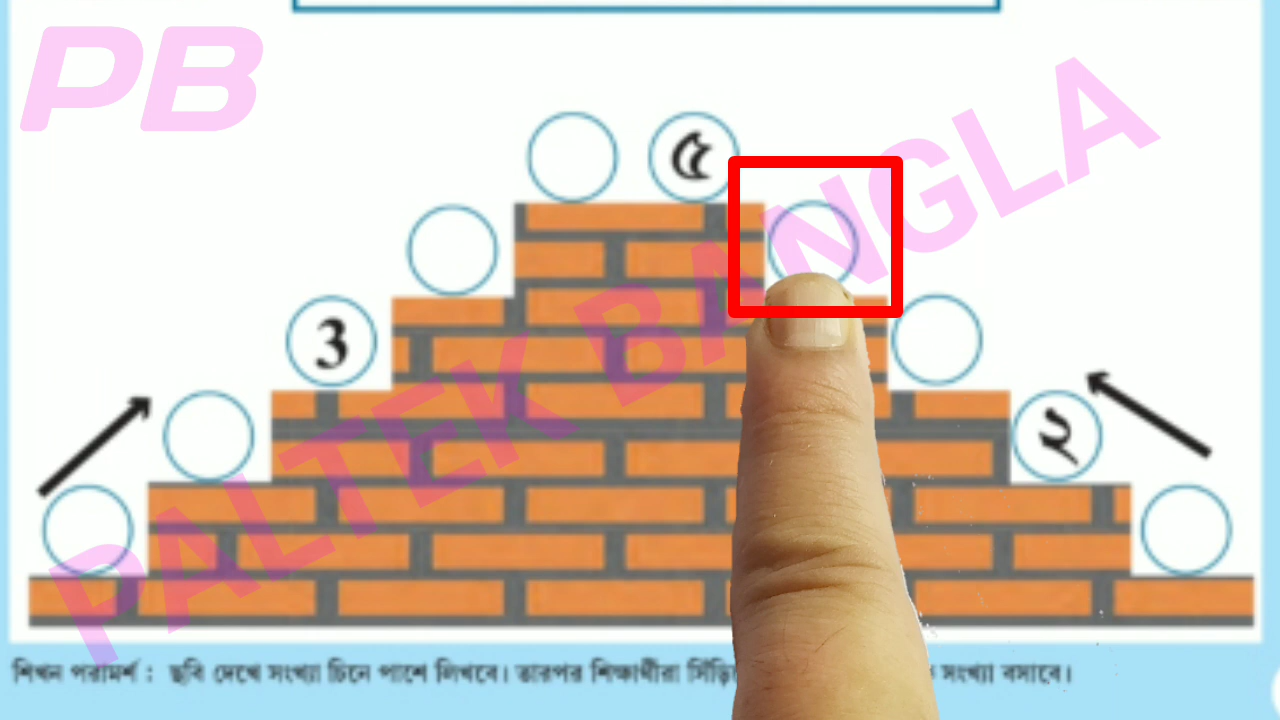 PB
৫
3
২
PALTEK BANGLA
শিখন পরামর্শ : ছবি দেখে সংখ্যা চিনে পাশে লিখবে। তারপর শিক্ষার্থীরা সংখ্যা বসাবে।